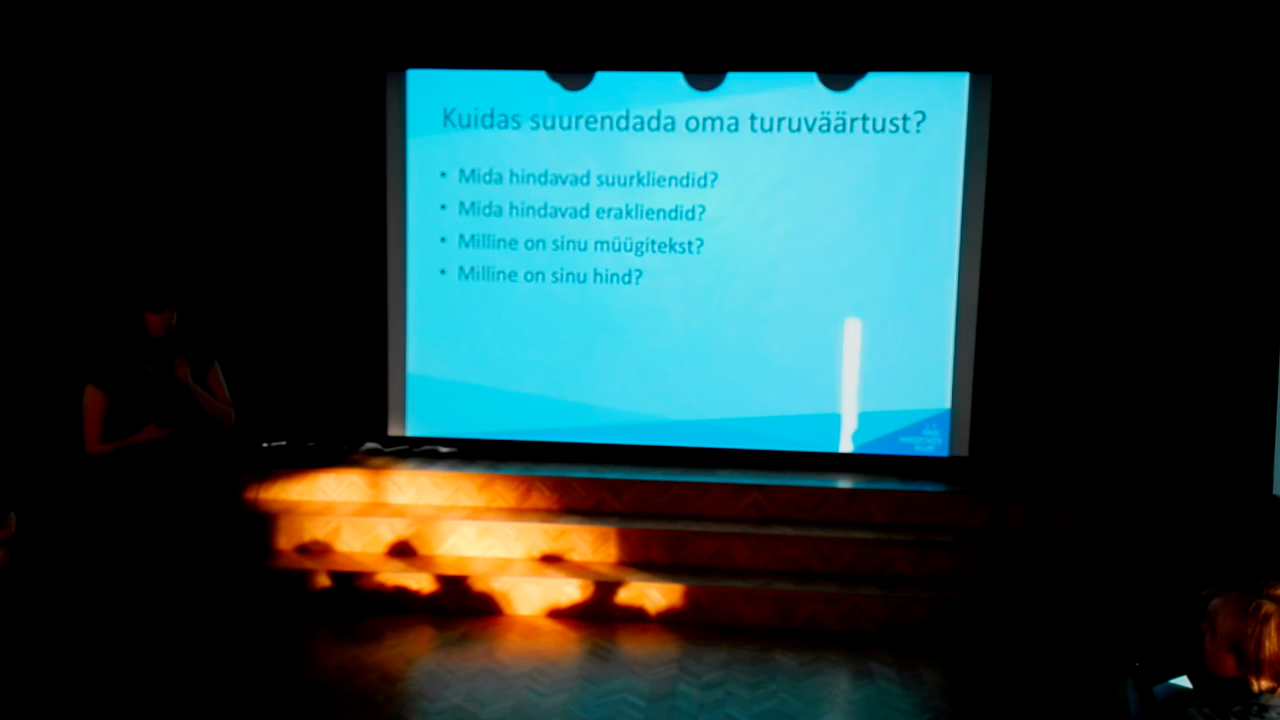 Kuidas suurendada oma turuväärtust?
• Mida hindavad suurkliendid?
• Mida hindavad erakliendid?
• Milline on sinu müügitekst?
• Milline on sinu hind?